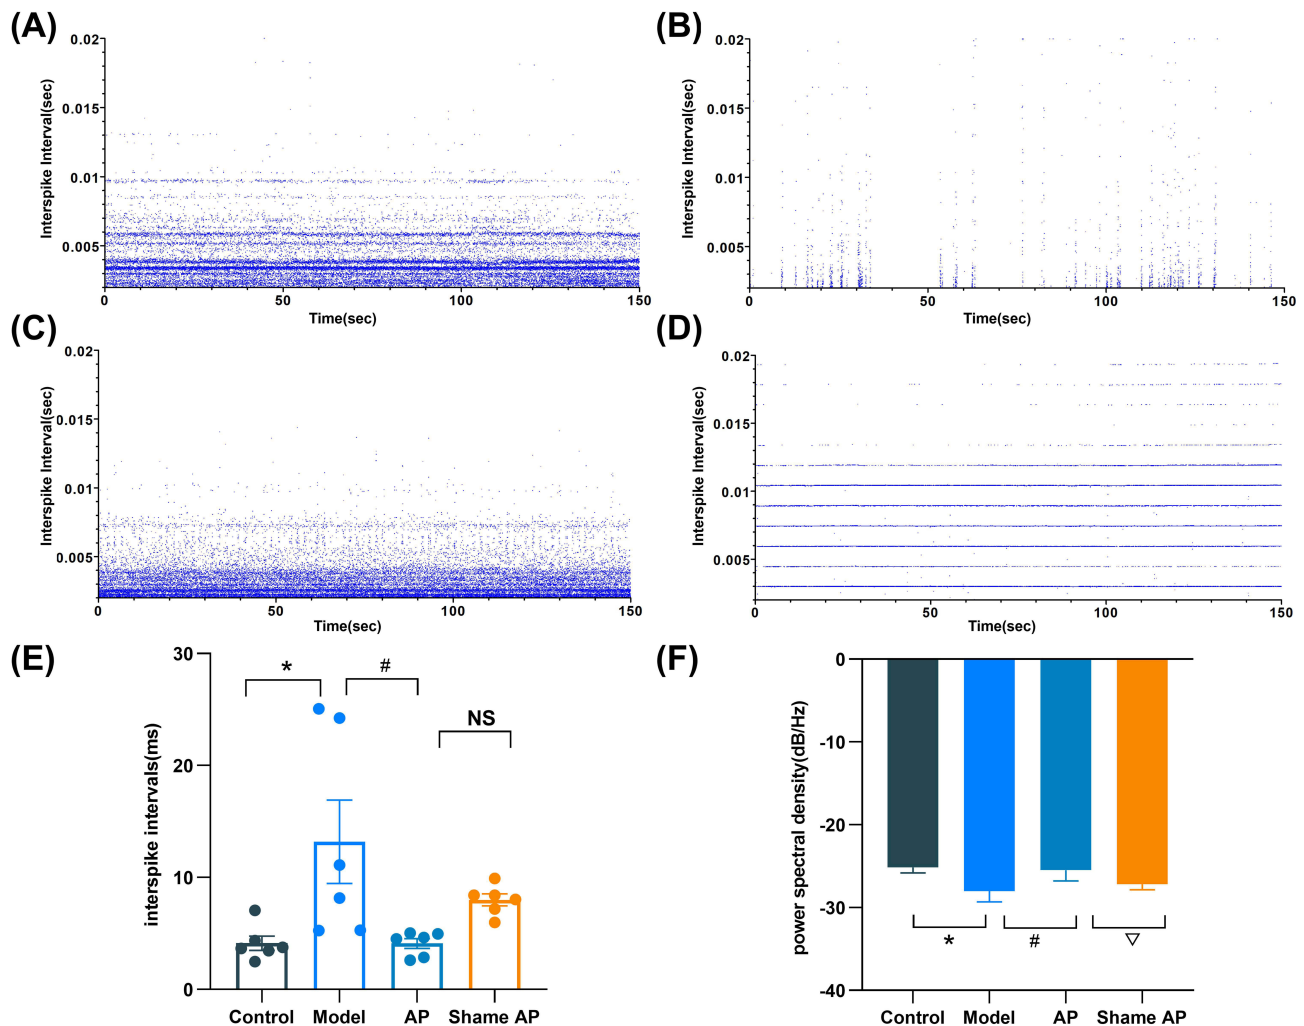 (A)
0.02
0.015
0.01
0.005
Interspike Interval(sec)
0
50
100
150
Time(sec)
(B)
0.02
0.015
0.01
0.005
Interspike Interval(sec)
0
50
100
150
Time(sec)
(C)
0.02
0.015
0.01
0.005
Interspike Interval(sec)
0
50
100
150
Time(sec)
(D)
0.02
0.015
0.01
0.005
Interspike Interval(sec)
0
50
100
150
Time(sec)
(E)
30
20
10
0
interspike intervals(ms)
*
#
NS
Control
Model
AP
Shame AP
(F)
0
-10
-20
-30
-40
power spectral density(dB/Hz)
*
#
▽
Control
Model
AP
Shame AP